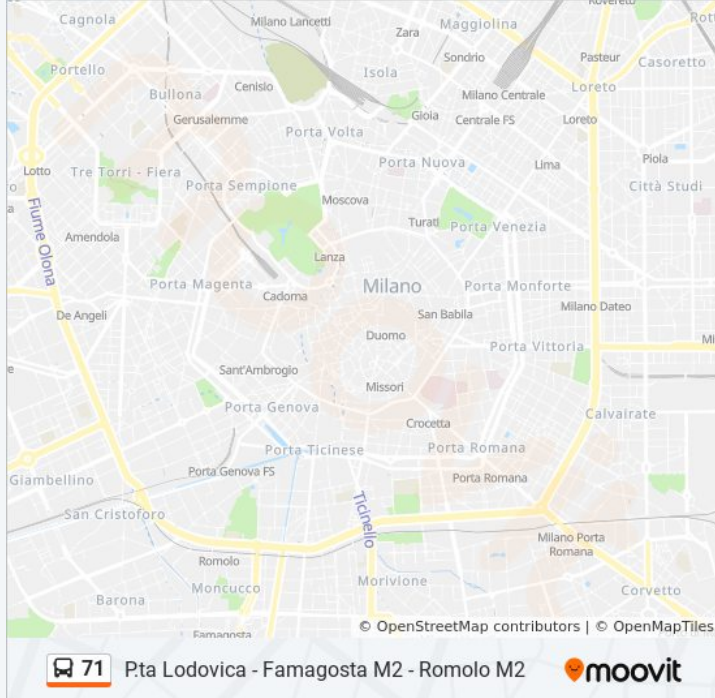 Rovereto
Cagnola
Milano Lancetti
Maggiolina
Zara
Sondrio
Pasteur
Casoretto
Portello
Isola
Bullona
Cenisio
Milano Centrale
Loreto
Gerusalemme
Gioia
Centrale FS
Loreto
Porta Volta
Lotto
Tre Torri - Fiera
Porta Nuova
Lima
Piola
Porta Sempione
Città Studi
Moscova
Turati
Porta Venezia
Fiume Olona
Amendola
Lanza
Porta Magenta
Cadorna
Milano
Porta Monforte
De Angeli
San Babila
Milano Dateo
Duomo
Porta Vittoria
Sant'Ambrogio
Missori
Porta Genova
Crocetta
Calvairate
Porta Ticinese
Porta Romana
Giambellino
Porta Genova FS
Porta Romana
San Cristoforo
Ticinello
Milano Porta
Romana
Romolo
Morivione
Moncucco
Corvetto
Barona
Famagosta
© OpenStreetMap contributors | © OpenMapTiles
71 P.ta Lodovica - Famagosta M2 - Romolo M2
moovit